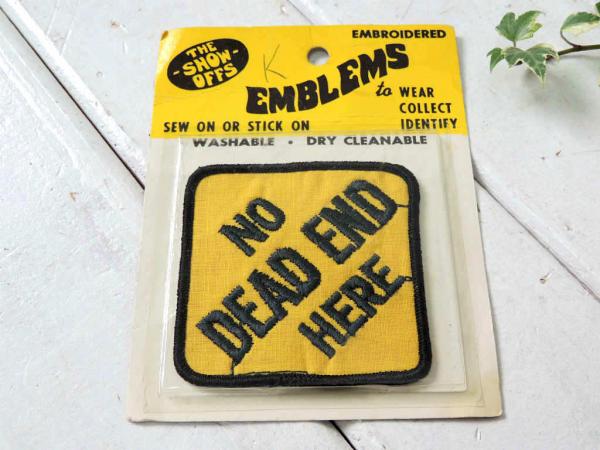 THE
-SHOW-
OFFS
K
EMBROIDERED
EMBLEMS
to WEAR
COLLECT
IDENTIFY
SEW ON OR STICK ON
WASHABLE • DRY CLEANABLE
NO
DEAD END
HERE